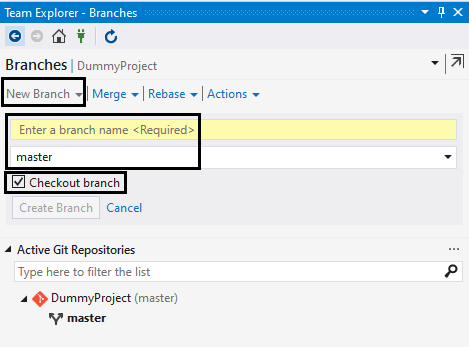 Team Explorer - Branches
Branches | DummyProject
New Branch | Merge | Rebase | Actions
Enter a branch name <Required>
master
Checkout branch
Create Branch Cancel
Active Git Repositories
Type here to filter the list
DummyProject (master)
master